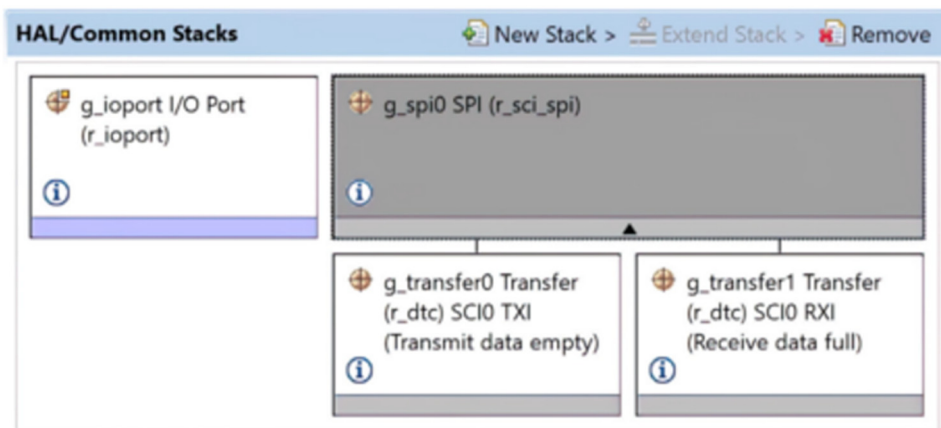 HAL/Common Stacks
New Stack > Extend Stack > Remove
g_ioport I/O Port
(r_ioport)
g_spi0 SPI (r_sci_spi)
g_transfer0 Transfer
(r_dtc) SCI0 TXI
(Transmit data empty)
g_transfer1 Transfer
(r_dtc) SCI0 RXI
(Receive data full)